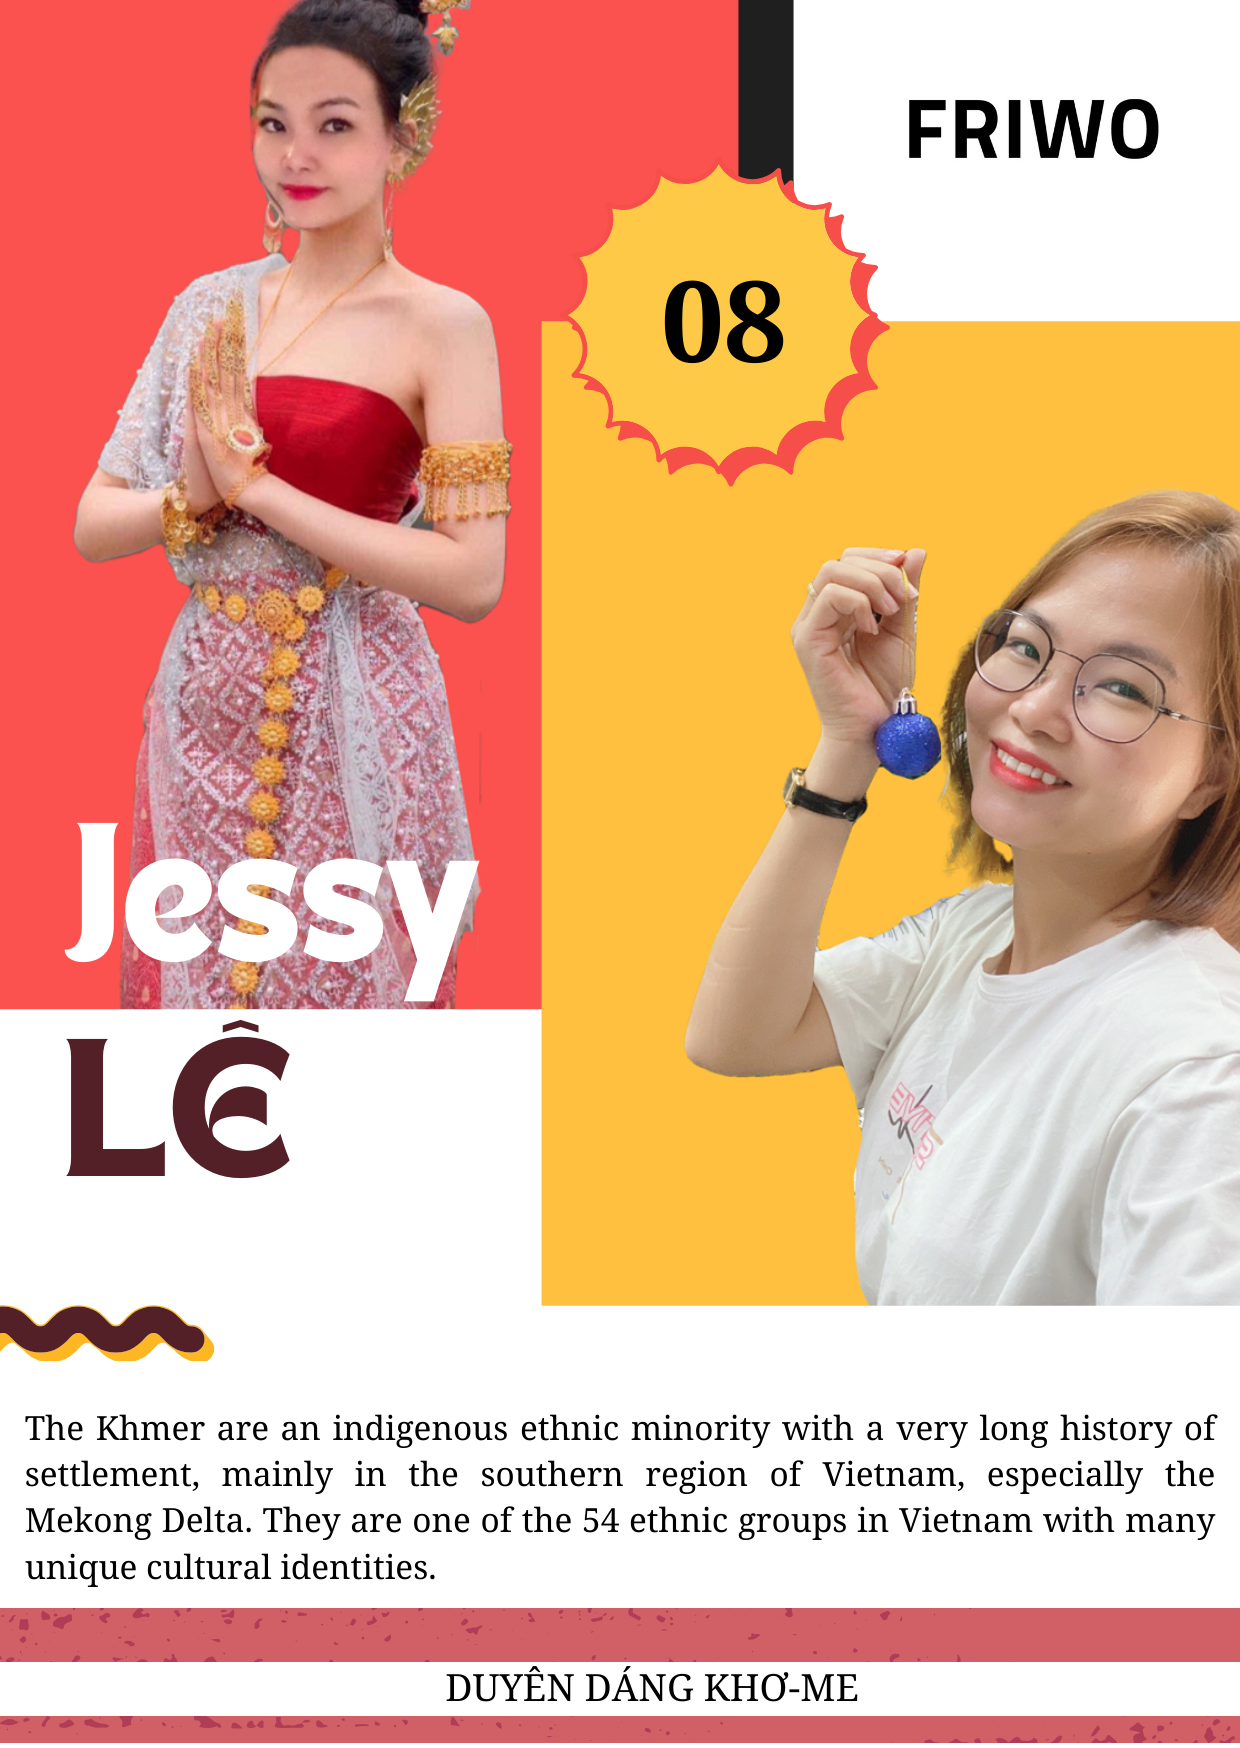 FRIWO
08
Jessy
LÊ
The Khmer are an indigenous ethnic minority with a very long history of
settlement, mainly in the southern region of Vietnam, especially the
Mekong Delta. They are one of the 54 ethnic groups in Vietnam with many
unique cultural identities.
DUYÊN DÁNG KHƠ-ME